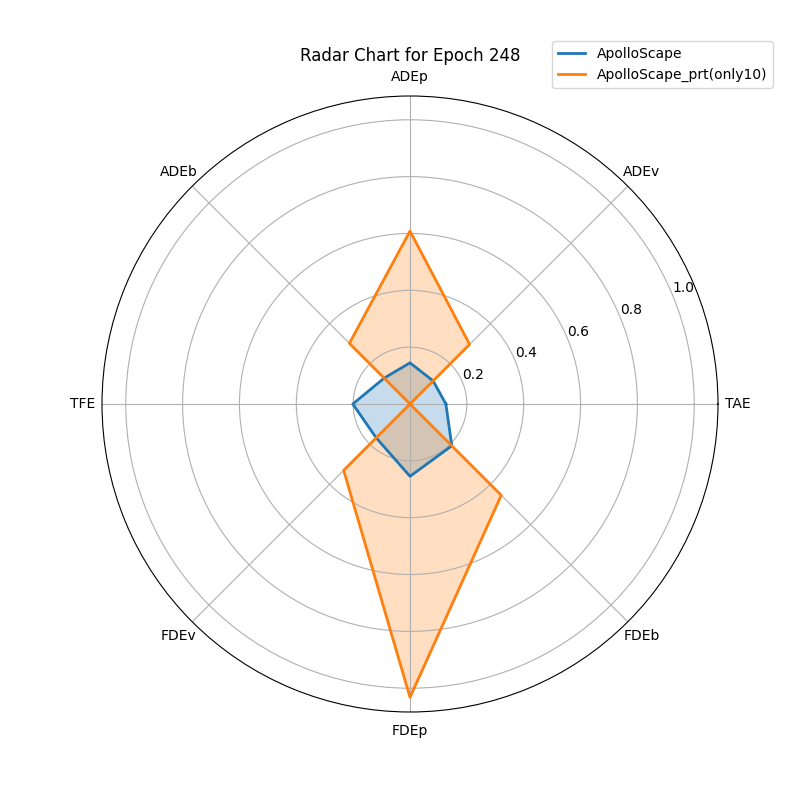 Radar Chart for Epoch 248
ApolloScape
ApolloScape_prt(only10)
ADEp
ADEb
ADEv
1.0
0.8
0.6
0.4
0.2
TFE
TAE
FDEv
FDEb
FDEp